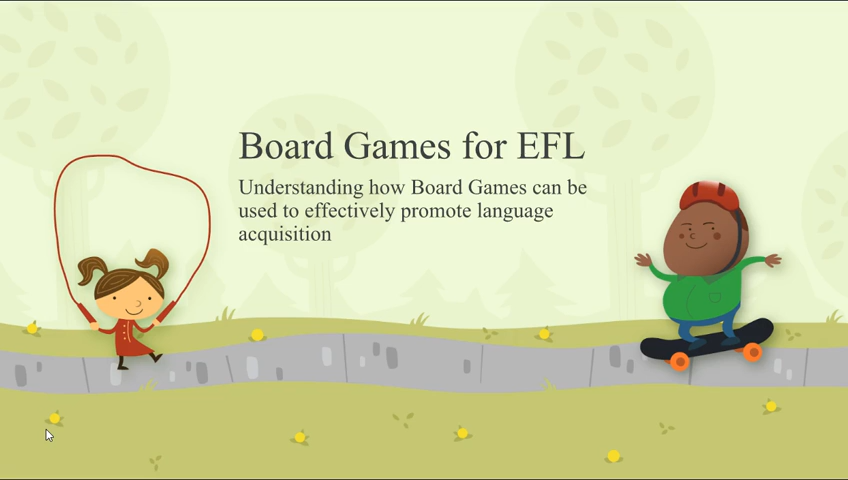 Board Games for EFL
Understanding how Board Games can be
used to effectively promote language
acquisition